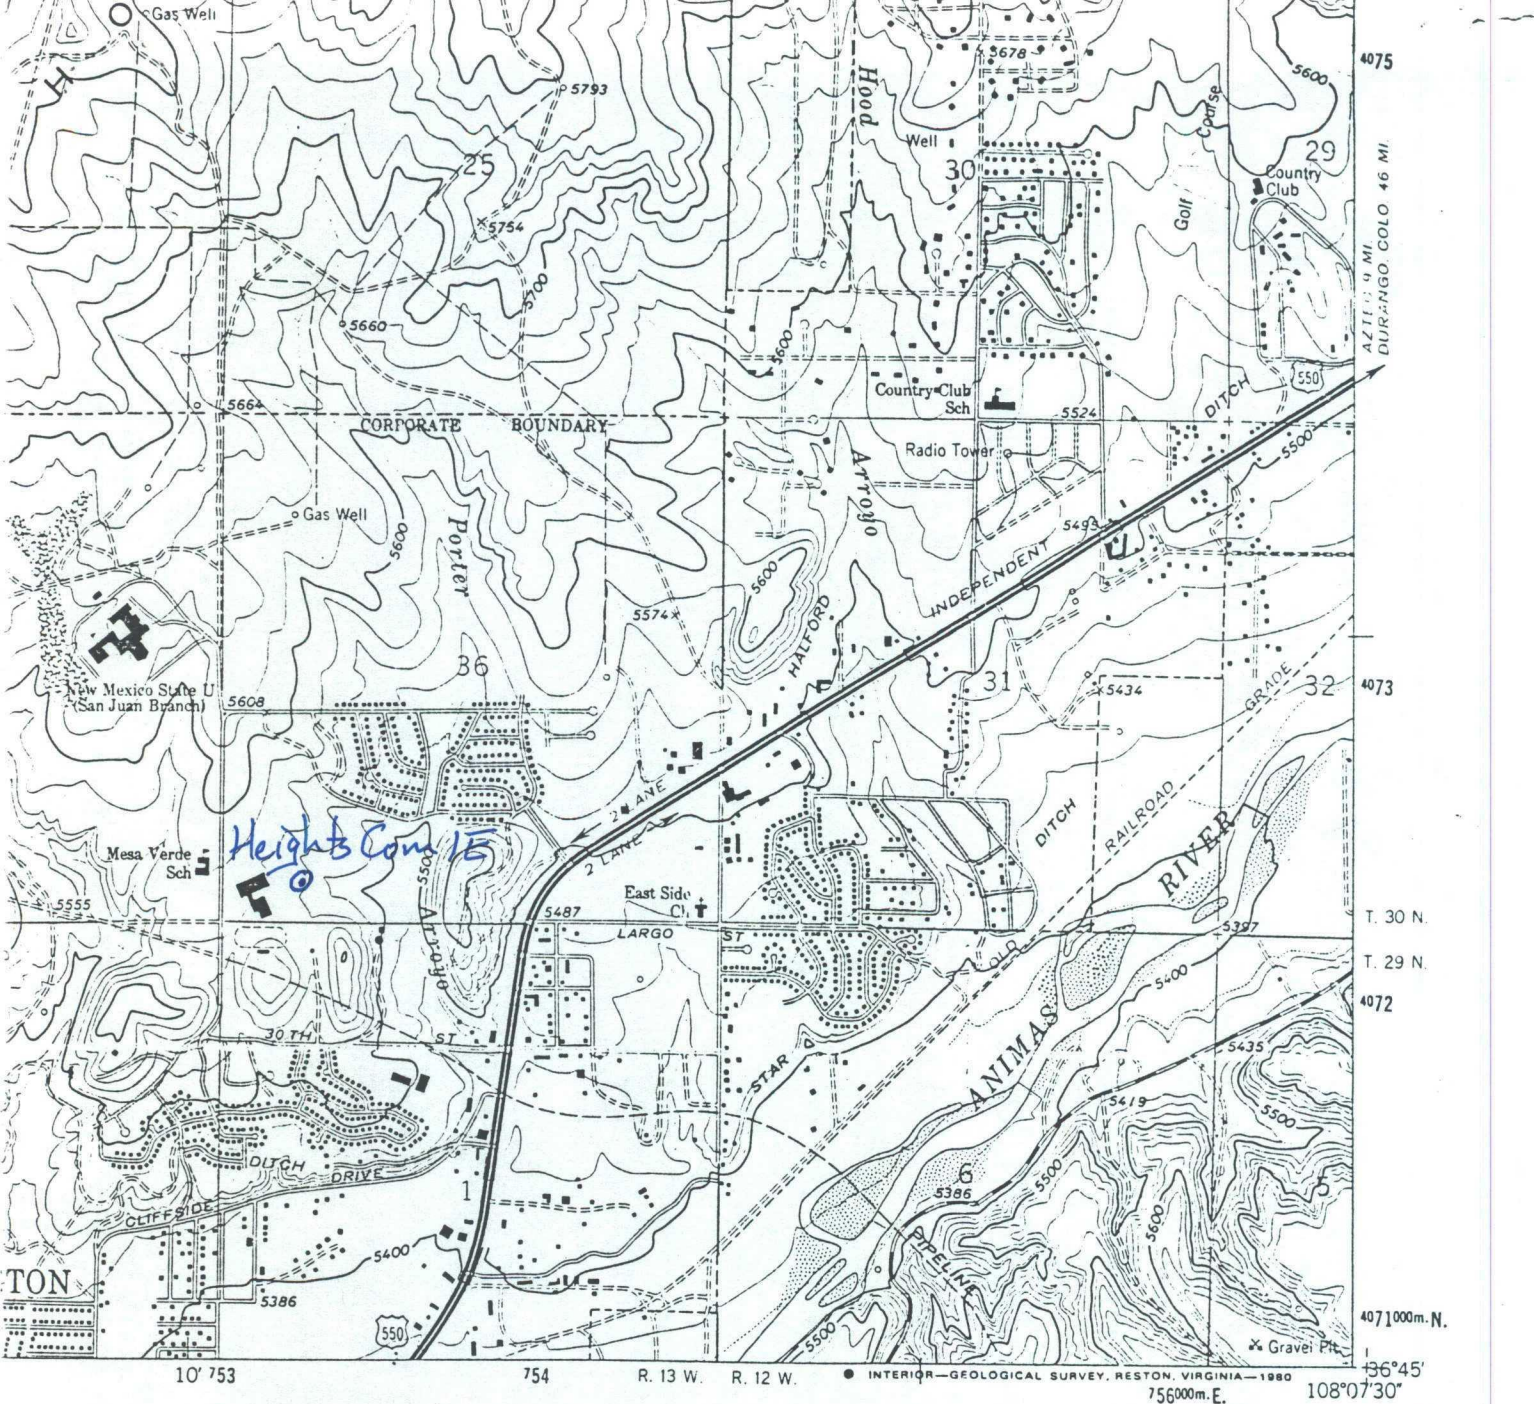 Gas Well
5678
4075
5600
5793
Hood
Course
Well
25
30
29
Country
Club
Golf
5754
5700
AZTEC 9 MI.
DURANGO, COLO. 46 MI.
5660
5600
550
Country Club
Sch
DITCH
5664
CORPORATE BOUNDARY
5524
5500
Radio Tower
Arroyo
Gas Well
5600
Porter
5495
INDEPENDENT
5600
5574
HALFORD
36
31
32
New Mexico State U
(San Juan Branch)
5608
5434
GRADE
4073
2 LANE
2 LANE
DITCH
RAILROAD
RIVER
Heights Com 1E
Mesa Verde
Sch
5500
East Side
Ch
5555
5487
LARGO ST
5397
T. 30 N.
Arroyo
OLD
T. 29 N.
5400
4072
30 TH ST
STAR
ANIMAS
5435
5419
5500
DITCH
DRIVE
1
6
5386
5500
5
CLIFFSIDE
5600
5400
PIPELINE
TON
5386
550
5500
4071000m. N.
Gravel Pit
10' 753
754
R. 13 W. R. 12 W.
INTERIOR—GEOLOGICAL SURVEY, RESTON, VIRGINIA—1980
36°45'
756000m. E.
108°07'30"